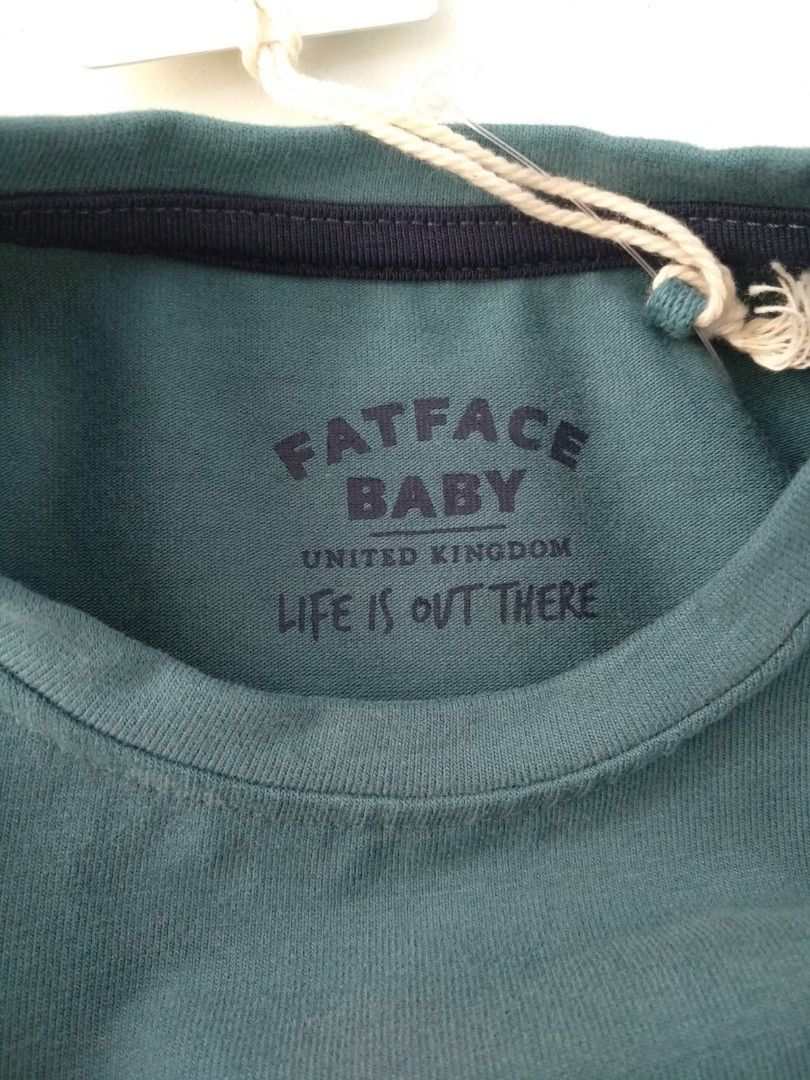 FATFACE
BABY
UNITED KINGDOM
LIFE IS OUT THERE